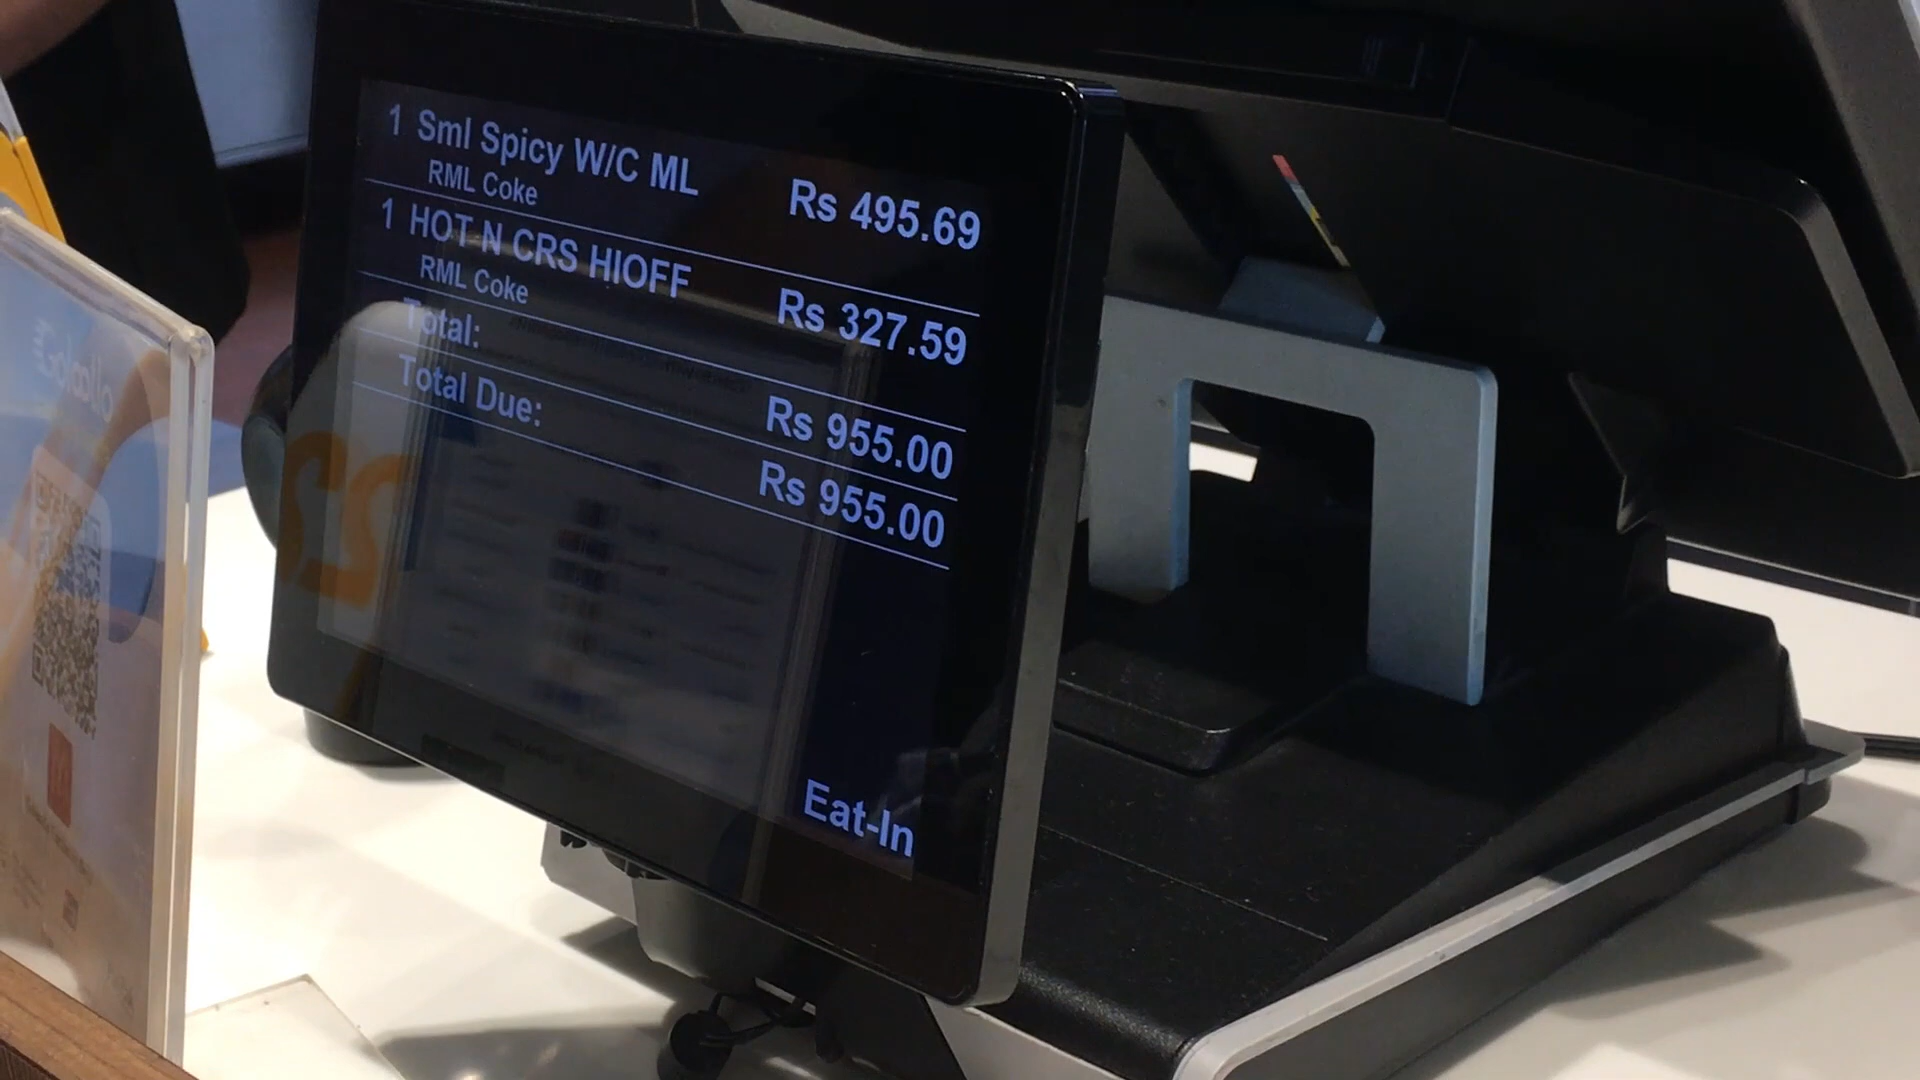 1 Sml Spicy W/C ML Rs 495.69
RML Coke
1 HOT N CRS HIOFF Rs 327.59
RML Coke
Total: Rs 955.00
Total Due: Rs 955.00
Eat-In